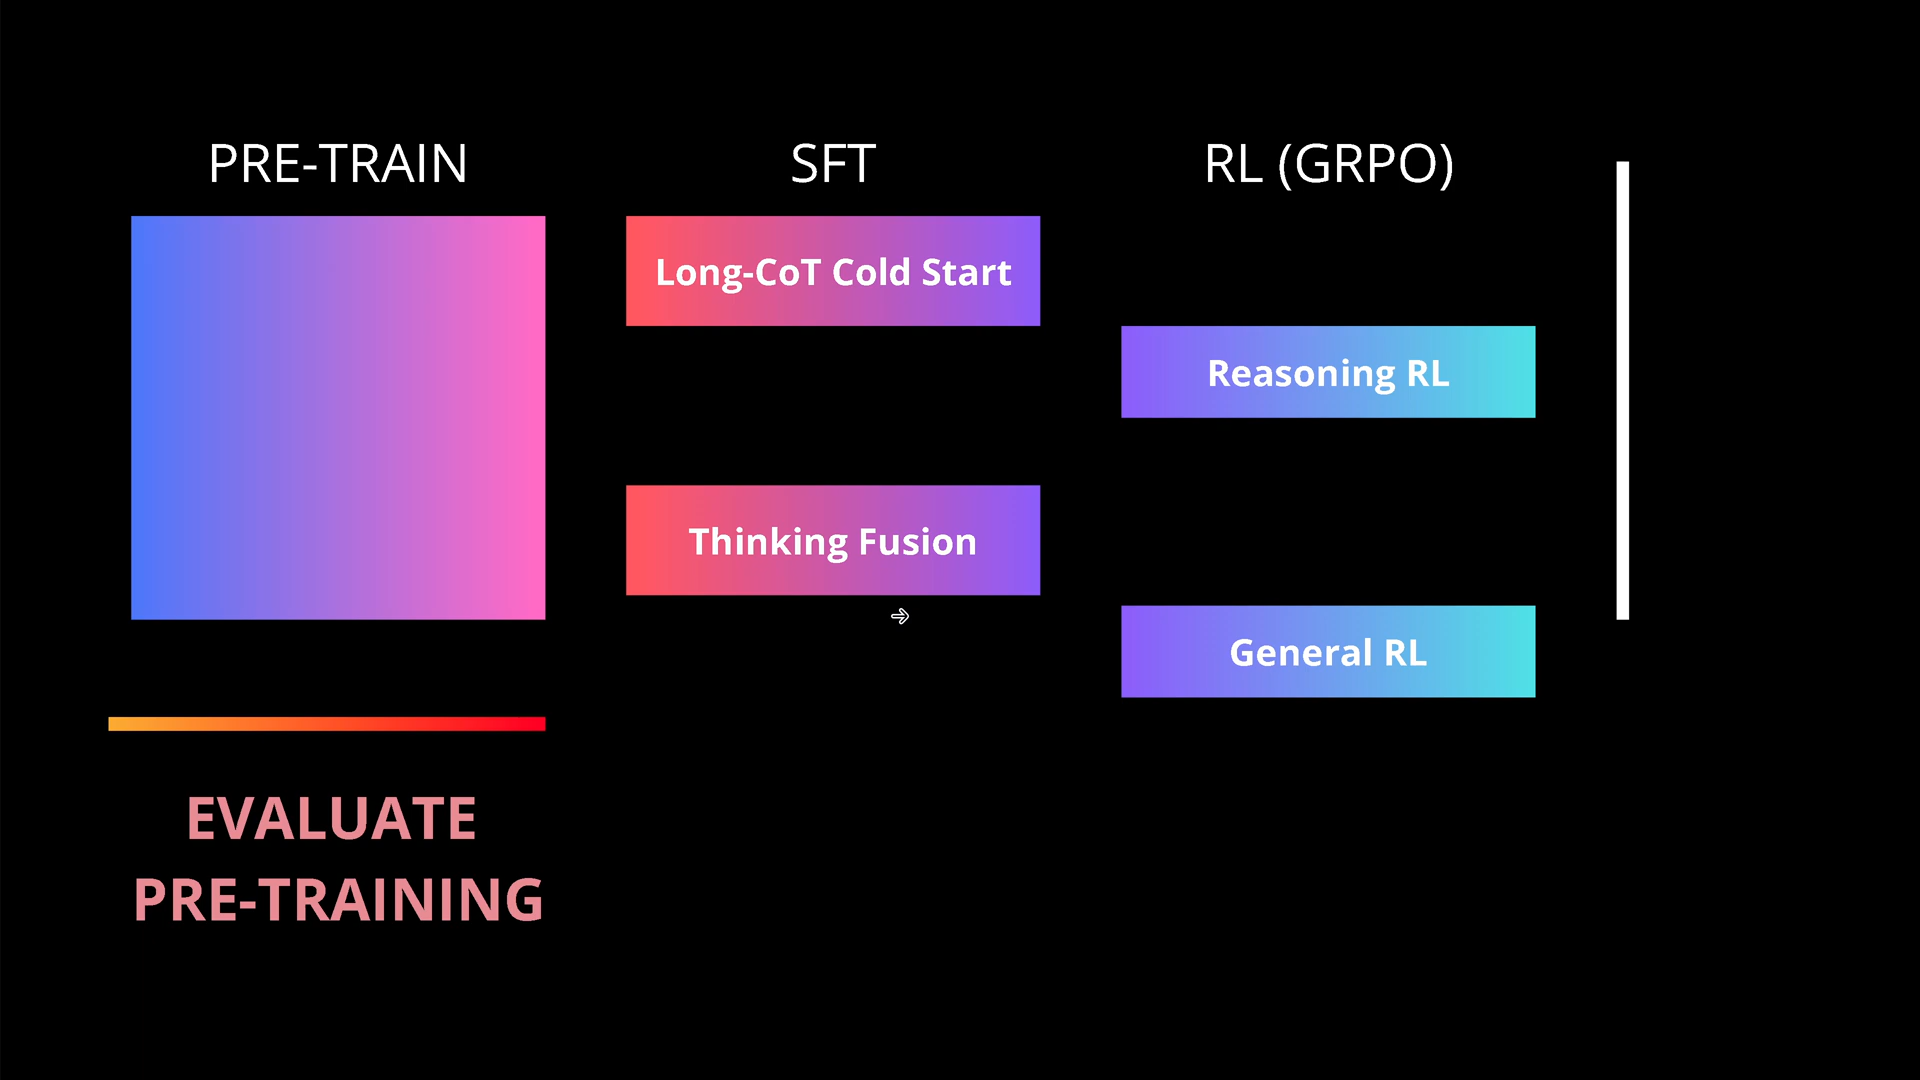 PRE-TRAIN
SFT
RL (GRPO)
Long-CoT Cold Start
Reasoning RL
Thinking Fusion
General RL
EVALUATE
PRE-TRAINING